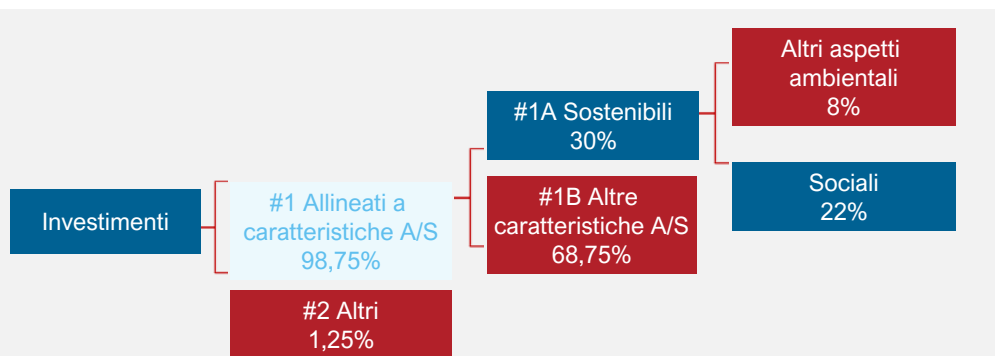 Investimenti
#1 Allineati a
caratteristiche A/S
98,75%
#2 Altri
1,25%
#1A Sostenibili
30%
#1B Altre
caratteristiche A/S
68,75%
Altri aspetti
ambientali
8%
Sociali
22%